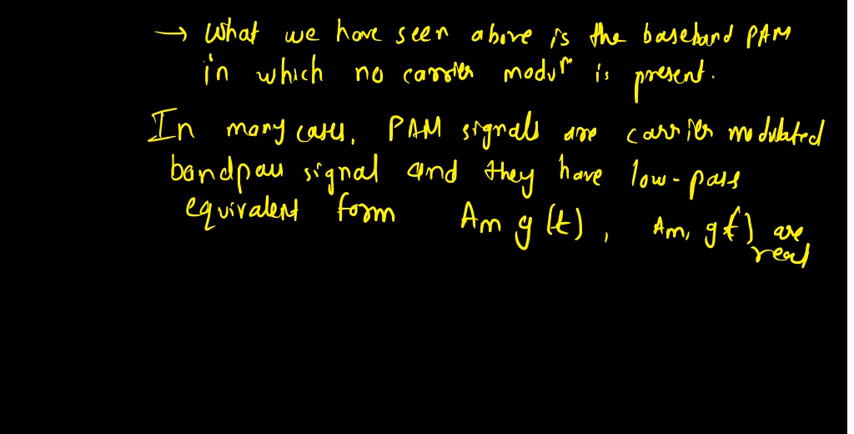 → What we have seen above is the baseband PAM
in which no carrier moduⁿ is present.
In many cases, PAM signals are carrier modulated
bandpass signal and they have low-pass
equivalent form Am g(t), Am, g(t) are
real